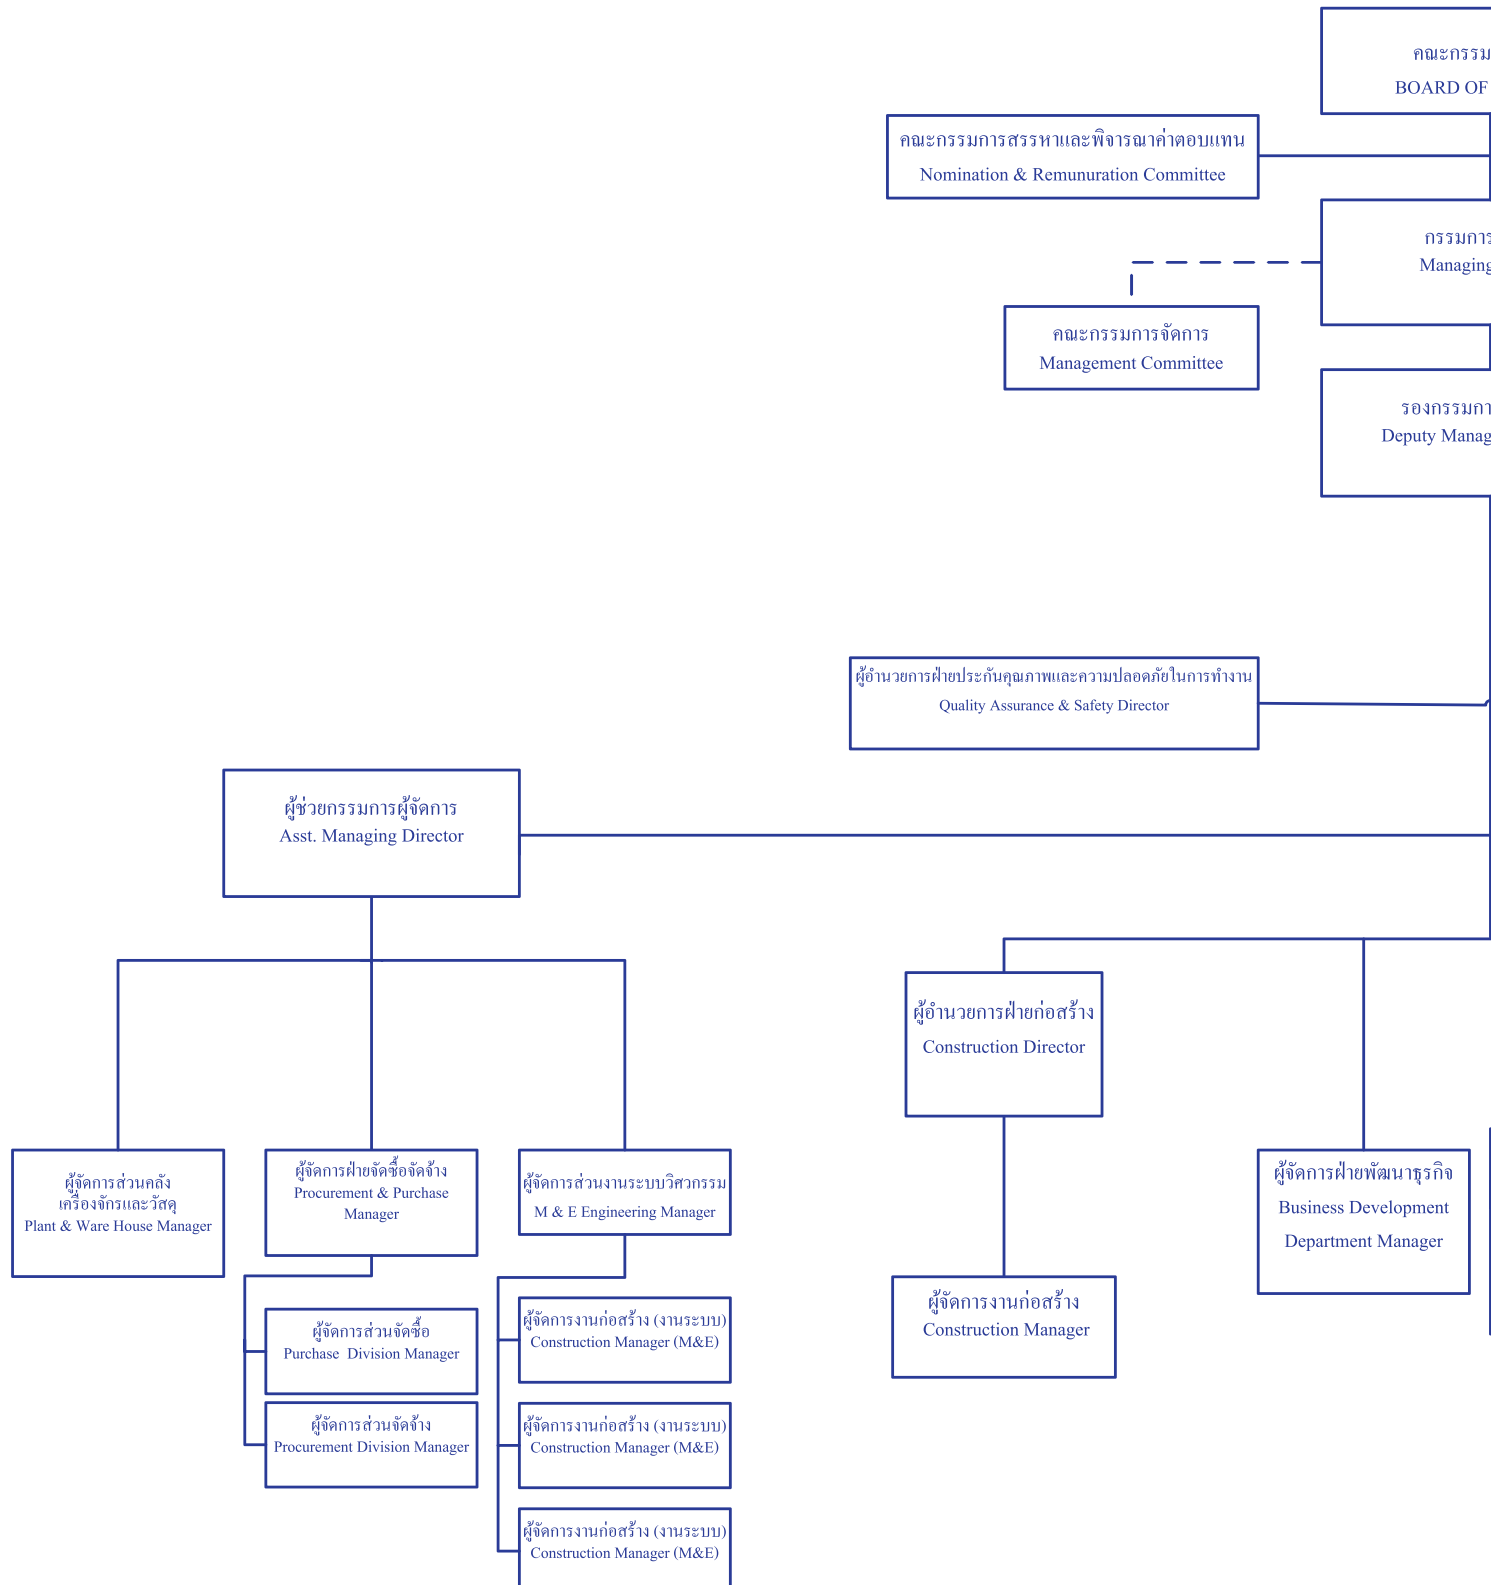 คณะกรรม
BOARD OF
คณะกรรมการสรรหาและพิจารณาค่าตอบแทน
Nomination & Remunuration Committee
กรรมการ
Managing
คณะกรรมการจัดการ
Management Committee
รองกรรมกา
Deputy Manag
ผู้อำนวยการฝ่ายประกันคุณภาพและความปลอดภัยในการทำงาน
Quality Assurance & Safety Director
ผู้ช่วยกรรมการผู้จัดการ
Asst. Managing Director
ผู้อำนวยการฝ่ายก่อสร้าง
Construction Director
ผู้จัดการส่วนคลัง
เครื่องจักรและวัสดุ
Plant & Ware House Manager
ผู้จัดการฝ่ายจัดซื้อจัดจ้าง
Procurement & Purchase
Manager
ผู้จัดการส่วนงานระบบวิศวกรรม
M & E Engineering Manager
ผู้จัดการฝ่ายพัฒนาธุรกิจ
Business Development
Department Manager
ผู้จัดการส่วนจัดซื้อ
Purchase Division Manager
ผู้จัดการงานก่อสร้าง (งานระบบ)
Construction Manager (M&E)
ผู้จัดการงานก่อสร้าง
Construction Manager
ผู้จัดการส่วนจัดจ้าง
Procurement Division Manager
ผู้จัดการงานก่อสร้าง (งานระบบ)
Construction Manager (M&E)
ผู้จัดการงานก่อสร้าง (งานระบบ)
Construction Manager (M&E)